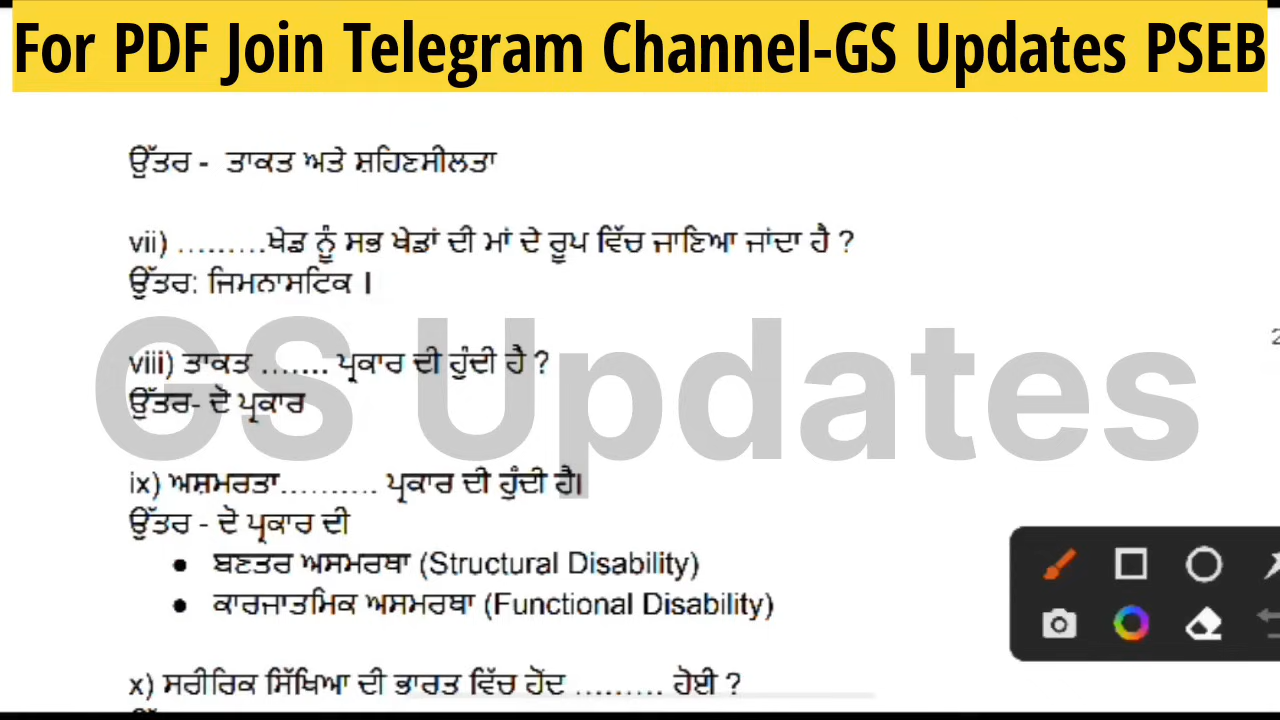 For PDF Join Telegram Channel-GS Updates PSEB
ਉੱਤਰ - ਤਾਕਤ ਅਤੇ ਸ਼ਹਿਣਸੀਲਤਾ
vii) .........ਖੇਡ ਨੂੰ ਸਭ ਖੇਡਾਂ ਦੀ ਮਾਂ ਦੇ ਰੂਪ ਵਿੱਚ ਜਾਣਿਆ ਜਾਂਦਾ ਹੈ ?
ਉੱਤਰ: ਜਿਮਨਾਸਟਿਕ ।
GS Updates
viii) ਤਾਕਤ ....... ਪ੍ਰਕਾਰ ਦੀ ਹੁੰਦੀ ਹੈ ?
ਉੱਤਰ- ਦੋ ਪ੍ਰਕਾਰ
ix) ਅਸ਼ਮਰਤਾ.......... ਪ੍ਰਕਾਰ ਦੀ ਹੁੰਦੀ ਹੈ।
ਉੱਤਰ - ਦੋ ਪ੍ਰਕਾਰ ਦੀ
● ਬਣਤਰ ਅਸਮਰਥਾ (Structural Disability)
● ਕਾਰਜਾਤਮਿਕ ਅਸਮਰਥਾ (Functional Disability)
x) ਸਰੀਰਿਕ ਸਿੱਖਿਆ ਦੀ ਭਾਰਤ ਵਿੱਚ ਹੋਂਦ ......... ਹੋਈ ?